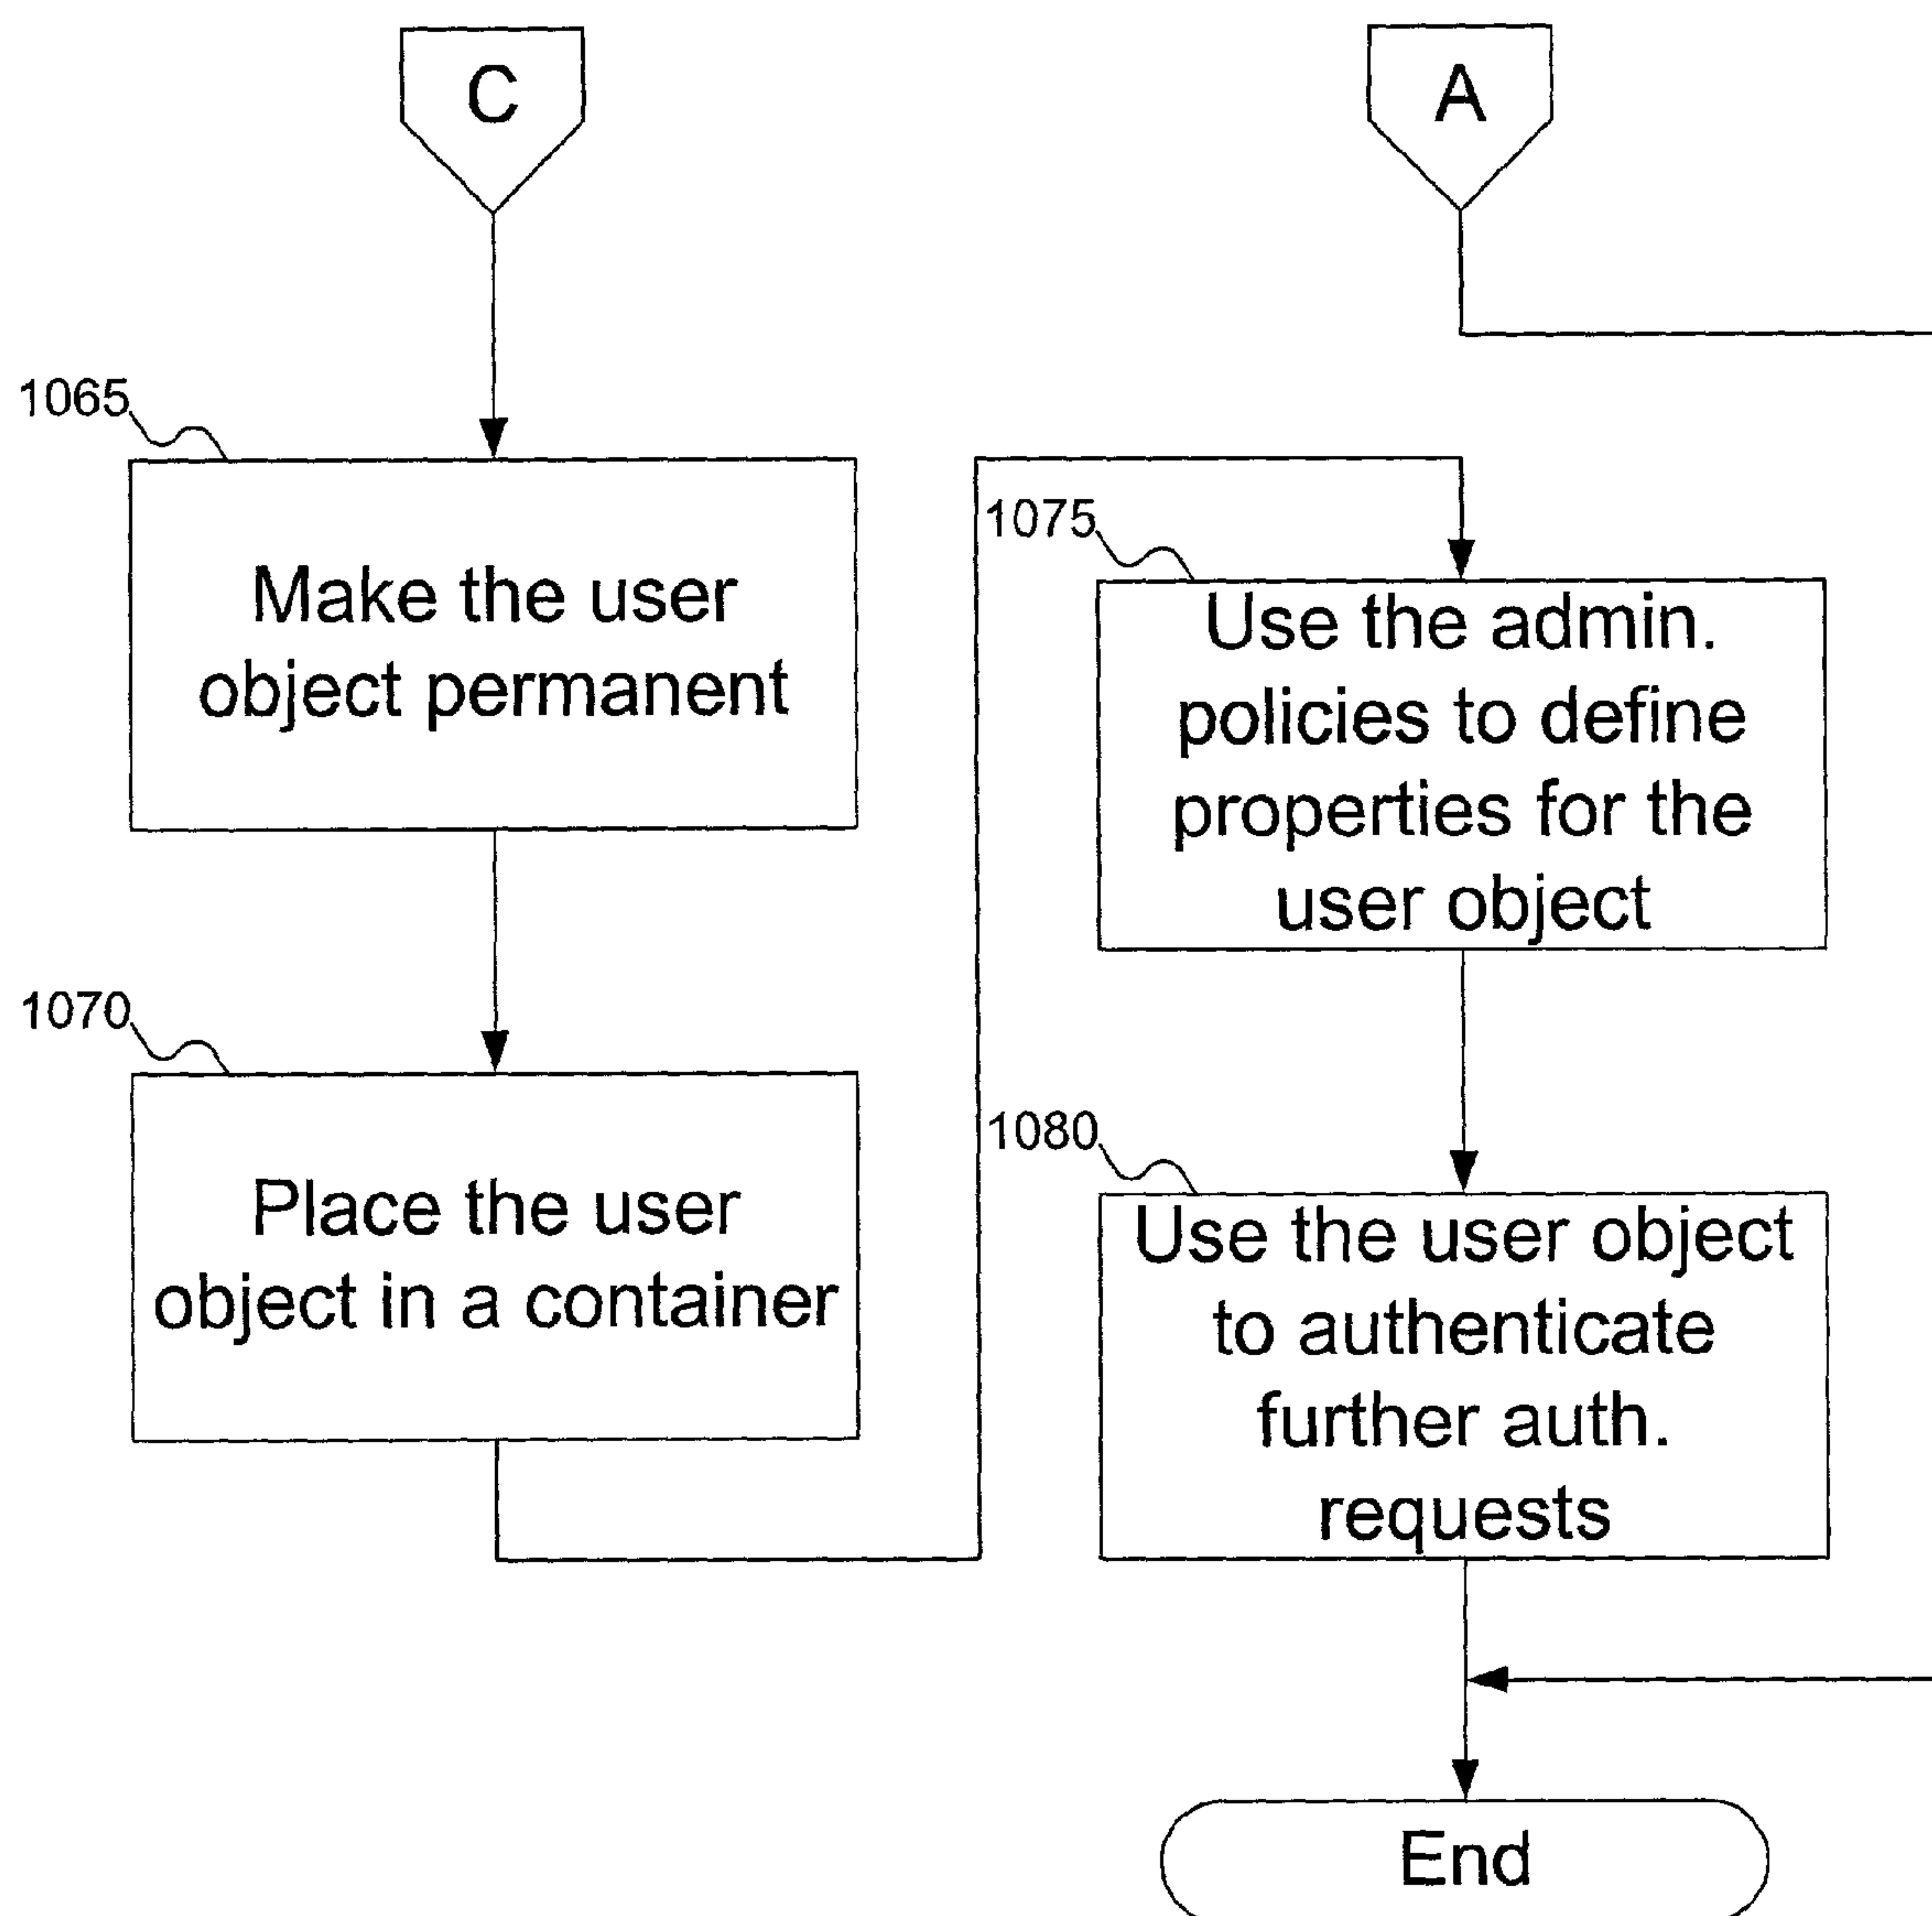 C
A
1065
Make the user
object permanent
1070
Place the user
object in a container
1075
Use the admin.
policies to define
properties for the
user object
1080
Use the user object
to authenticate
further auth.
requests
End